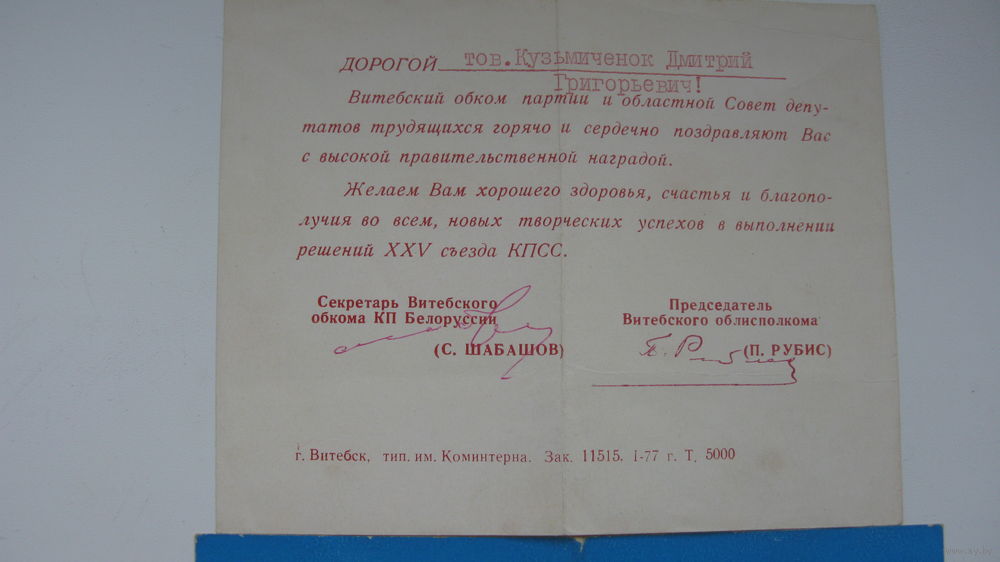 ДОРОГОЙ тов.Кузьмиченок Дмитрий
Григорьевич!
Витебский обком партии и областной Совет депу-
татов трудящихся горячо и сердечно поздравляют Вас
с высокой правительственной наградой.
Желаем Вам хорошего здоровья, счастья и благопо-
лучия во всем, новых творческих успехов в выполнении
решений XXV съезда КПСС.
Секретарь Витебского
обкома КП Белоруссии
(С. ШАБАШОВ)
Председатель
Витебского облисполкома
П. Рубис (П. РУБИС)
г. Витебск, тип. им. Коминтерна. Зак. 11515. 1-77 г. Т. 5000